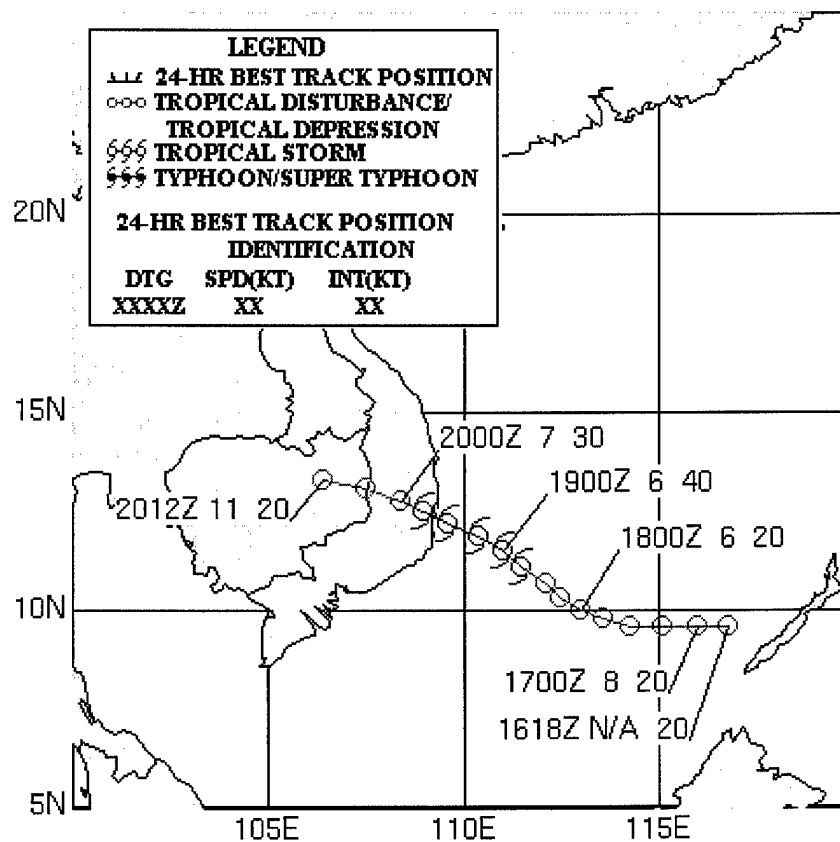 LEGEND
24-HR BEST TRACK POSITION
TROPICAL DISTURBANCE/
TROPICAL DEPRESSION
TROPICAL STORM
TYPHOON/SUPER TYPHOON
24-HR BEST TRACK POSITION
IDENTIFICATION
DTG SPD(KT) INT(KT)
XXXXZ XX XX
20N
15N
2000Z 7 30
1900Z 6 40
2012Z 11 20
1800Z 6 20
10N
1700Z 8 20
1618Z N/A 20
5N
105E 110E 115E